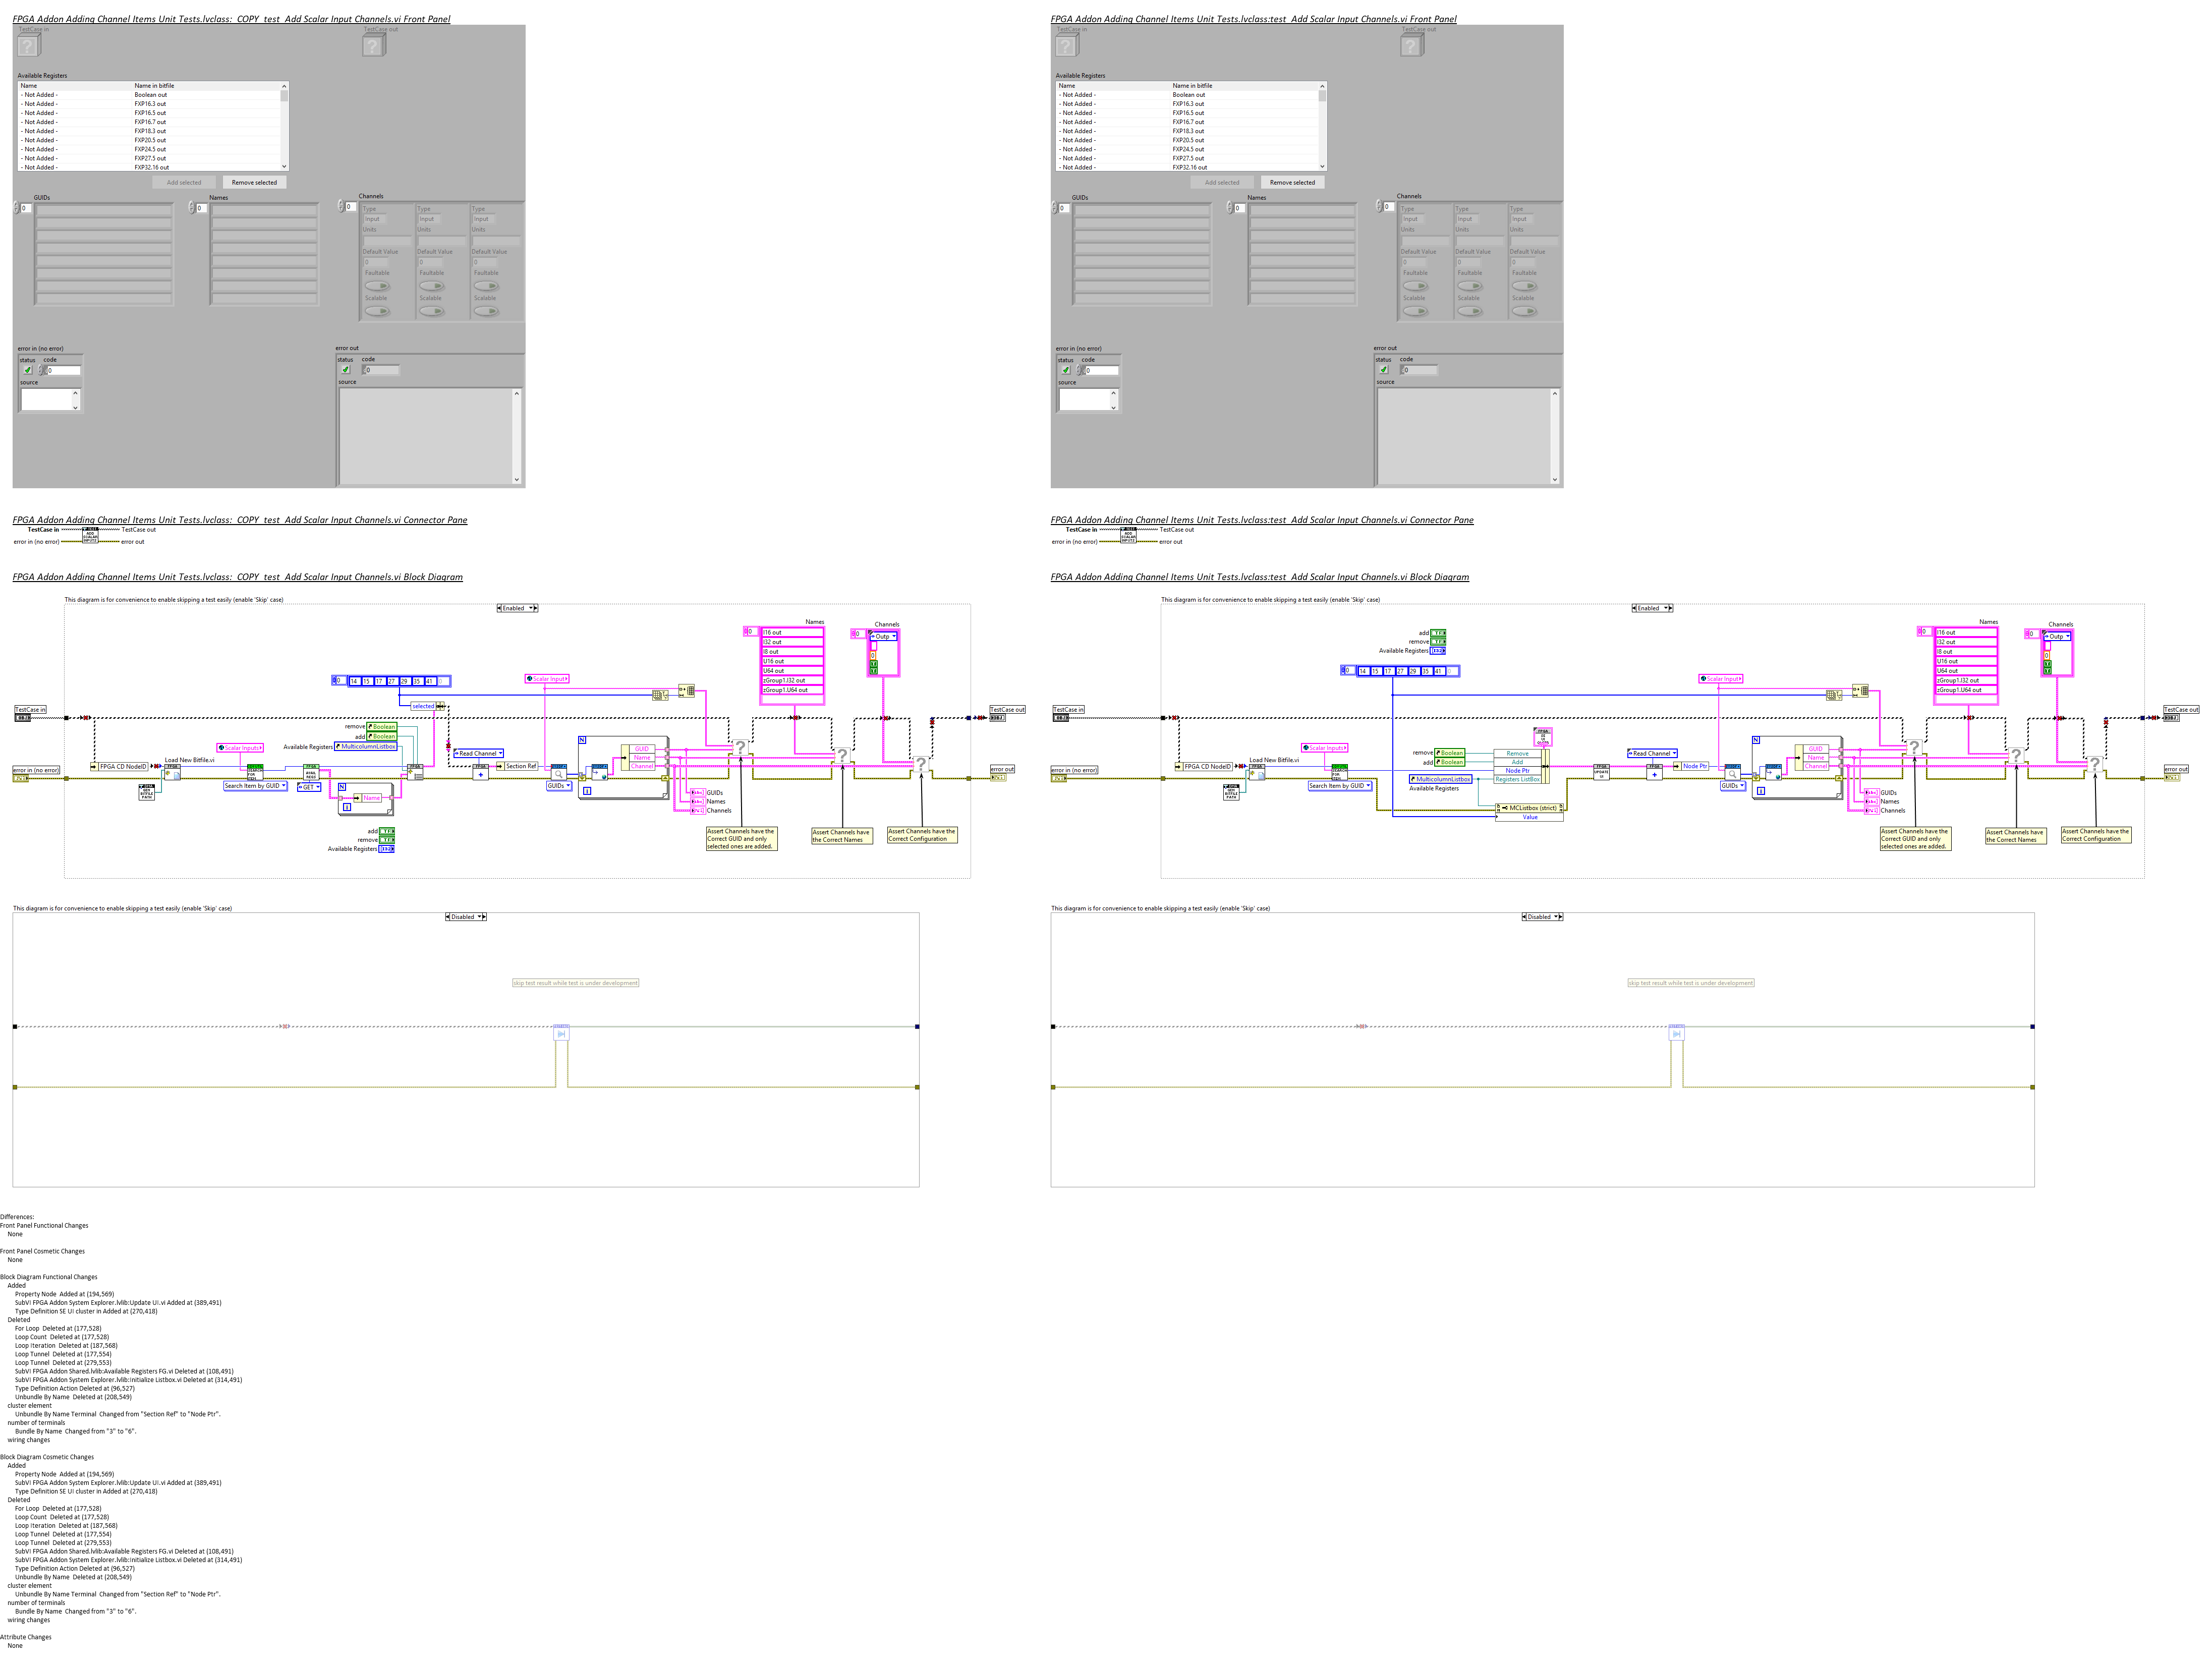 FPGA Addon Adding Channel Items Unit Tests.lvclass:_COPY_test_Add Scalar Input Channels.vi Front Panel
TestCase in
TestCase out
Available Registers
Name Name in bitfile
- Not Added - Boolean out
- Not Added - FXP16.3 out
- Not Added - FXP16.5 out
- Not Added - FXP16.7 out
- Not Added - FXP18.3 out
- Not Added - FXP20.5 out
- Not Added - FXP24.5 out
- Not Added - FXP27.5 out
- Not Added - FXP32.16 out
Add selected Remove selected
GUIDs Names Channels
0 0 0
Type Type Type
Input Input Input
Units Units Units
Default Value Default Value Default Value
0 0 0
Faultable Faultable Faultable
Scalable Scalable Scalable
error in (no error)
status code
0
source
error out
status code
0
source
FPGA Addon Adding Channel Items Unit Tests.lvclass:test_Add Scalar Input Channels.vi Front Panel
TestCase in
TestCase out
Available Registers
Name Name in bitfile
- Not Added - Boolean out
- Not Added - FXP16.3 out
- Not Added - FXP16.5 out
- Not Added - FXP16.7 out
- Not Added - FXP18.3 out
- Not Added - FXP20.5 out
- Not Added - FXP24.5 out
- Not Added - FXP27.5 out
- Not Added - FXP32.16 out
Add selected Remove selected
GUIDs Names Channels
0 0 0
Type Type Type
Input Input Input
Units Units Units
Default Value Default Value Default Value
0 0 0
Faultable Faultable Faultable
Scalable Scalable Scalable
error in (no error)
status code
0
source
error out
status code
0
source
FPGA Addon Adding Channel Items Unit Tests.lvclass:_COPY_test_Add Scalar Input Channels.vi Connector Pane
TestCase in TestCase out
error in (no error) error out
FPGA Addon Adding Channel Items Unit Tests.lvclass:test_Add Scalar Input Channels.vi Connector Pane
TestCase in TestCase out
error in (no error) error out
FPGA Addon Adding Channel Items Unit Tests.lvclass:_COPY_test_Add Scalar Input Channels.vi Block Diagram
This diagram is for convenience to enable skipping a test easily (enable 'Skip' case)
Enabled
Names
0
I16 out
I32 out
I8 out
U16 out
U64 out
zGroup1.I32 out
zGroup1.U64 out
Channels
0
Outp
0
0 14 15 17 27 29 35 41 0
Scalar Input
selected
TestCase in
TestCase out
remove Boolean
add Boolean
Available Registers MulticolumnListbox
Scalar Inputs
Read Channel
FPGA CD NodeID
Load New Bitfile.vi
Search Item by GUID
GET
N
Name
i
Section Ref
GUIDs
N
GUID
Name
Channel
i
GUIDs
Names
Channels
error in (no error)
error out
add
remove
Available Registers
Assert Channels have the
Correct GUID and only
selected ones are added.
Assert Channels have
the Correct Names
Assert Channels have the
Correct Configuration
This diagram is for convenience to enable skipping a test easily (enable 'Skip' case)
Disabled
skip test result while test is under development
FPGA Addon Adding Channel Items Unit Tests.lvclass:test_Add Scalar Input Channels.vi Block Diagram
This diagram is for convenience to enable skipping a test easily (enable 'Skip' case)
Enabled
add
remove
Available Registers
0 14 15 17 27 29 35 41 0
Names
0
I16 out
I32 out
I8 out
U16 out
U64 out
zGroup1.I32 out
zGroup1.U64 out
Channels
0
Outp
0
Scalar Input
TestCase in
TestCase out
Scalar Inputs
remove Boolean
add Boolean
MulticolumnListbox
Available Registers
Remove
Add
Node Ptr
Registers ListBox
MCListbox (strict)
Value
Read Channel
FPGA CD NodeID
Load New Bitfile.vi
Search Item by GUID
Node Ptr
GUIDs
N
GUID
Name
Channel
i
GUIDs
Names
Channels
error in (no error)
error out
Assert Channels have the
Correct GUID and only
selected ones are added.
Assert Channels have
the Correct Names
Assert Channels have the
Correct Configuration
This diagram is for convenience to enable skipping a test easily (enable 'Skip' case)
Disabled
skip test result while test is under development
Differences:
Front Panel Functional Changes
None
Front Panel Cosmetic Changes
None
Block Diagram Functional Changes
Added
Property Node Added at (194,569)
SubVI FPGA Addon System Explorer.lvlib:Update UI.vi Added at (389,491)
Type Definition SE UI cluster in Added at (270,418)
Deleted
For Loop Deleted at (177,528)
Loop Count Deleted at (177,528)
Loop Iteration Deleted at (187,568)
Loop Tunnel Deleted at (177,554)
Loop Tunnel Deleted at (279,553)
SubVI FPGA Addon Shared.lvlib:Available Registers FG.vi Deleted at (108,491)
SubVI FPGA Addon System Explorer.lvlib:Initialize Listbox.vi Deleted at (314,491)
Type Definition Action Deleted at (96,527)
Unbundle By Name Deleted at (208,549)
cluster element
Unbundle By Name Terminal Changed from "Section Ref" to "Node Ptr".
number of terminals
Bundle By Name Changed from "3" to "6".
wiring changes
Block Diagram Cosmetic Changes
Added
Property Node Added at (194,569)
SubVI FPGA Addon System Explorer.lvlib:Update UI.vi Added at (389,491)
Type Definition SE UI cluster in Added at (270,418)
Deleted
For Loop Deleted at (177,528)
Loop Count Deleted at (177,528)
Loop Iteration Deleted at (187,568)
Loop Tunnel Deleted at (177,554)
Loop Tunnel Deleted at (279,553)
SubVI FPGA Addon Shared.lvlib:Available Registers FG.vi Deleted at (108,491)
SubVI FPGA Addon System Explorer.lvlib:Initialize Listbox.vi Deleted at (314,491)
Type Definition Action Deleted at (96,527)
Unbundle By Name Deleted at (208,549)
cluster element
Unbundle By Name Terminal Changed from "Section Ref" to "Node Ptr".
number of terminals
Bundle By Name Changed from "3" to "6".
wiring changes
Attribute Changes
None